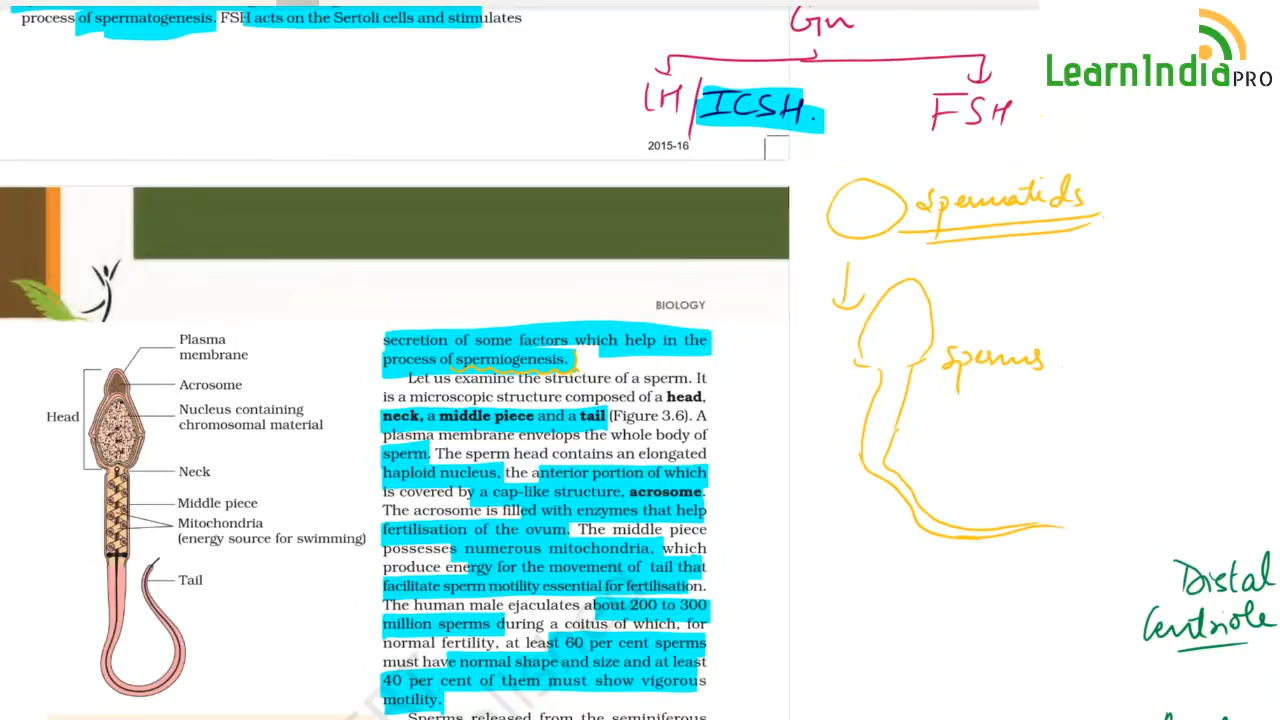 process of spermatogenesis. FSH acts on the Sertoli cells and stimulates
Gn
LH/ICSH.
FSH
LearnIndia PRO
2015-16
spermatids
sperms
Distal
Centriole
BIOLOGY
Plasma
membrane
Acrosome
Head
Nucleus containing
chromosomal material
Neck
Middle piece
Mitochondria
(energy source for swimming)
Tail
secretion of some factors which help in the
process of spermiogenesis.
Let us examine the structure of a sperm. It
is a microscopic structure composed of a head,
neck, a middle piece and a tail (Figure 3.6). A
plasma membrane envelops the whole body of
sperm. The sperm head contains an elongated
haploid nucleus, the anterior portion of which
is covered by a cap-like structure, acrosome.
The acrosome is filled with enzymes that help
fertilisation of the ovum. The middle piece
possesses numerous mitochondria, which
produce energy for the movement of tail that
facilitate sperm motility essential for fertilisation.
The human male ejaculates about 200 to 300
million sperms during a coitus of which, for
normal fertility, at least 60 per cent sperms
must have normal shape and size and at least
40 per cent of them must show vigorous
motility.
Sperms released from the seminiferous